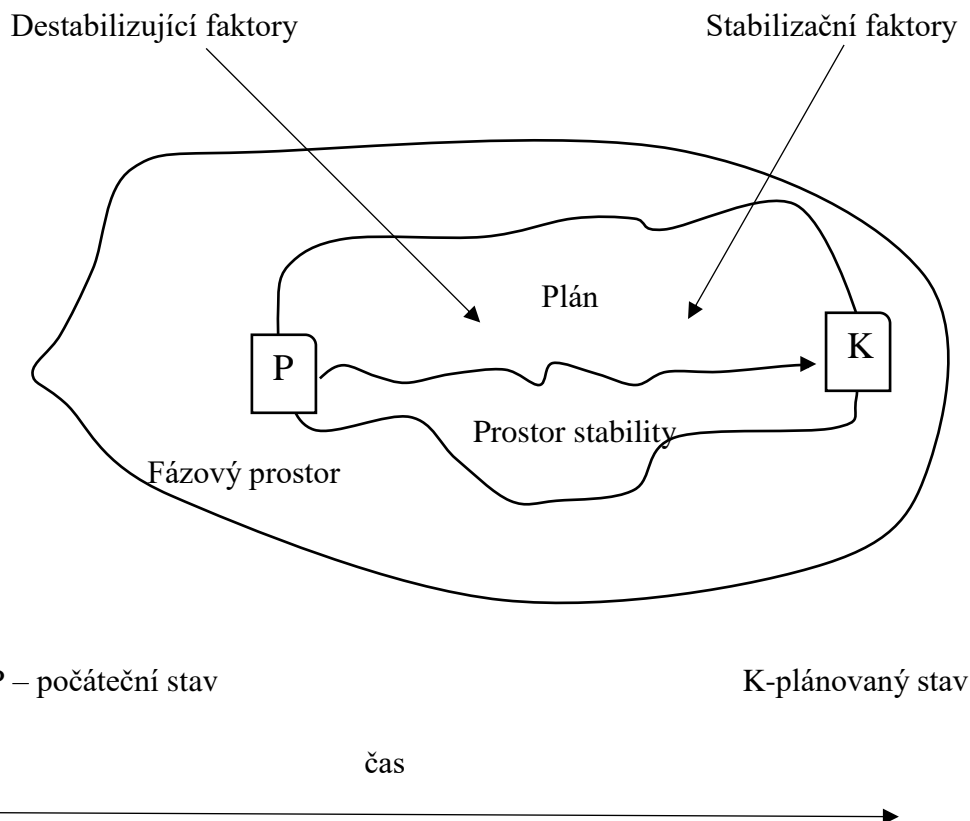 Destabilizující faktory
Stabilizační faktory
Plán
P
K
Prostor stability
Fázový prostor
P – počáteční stav
K-plánovaný stav
čas